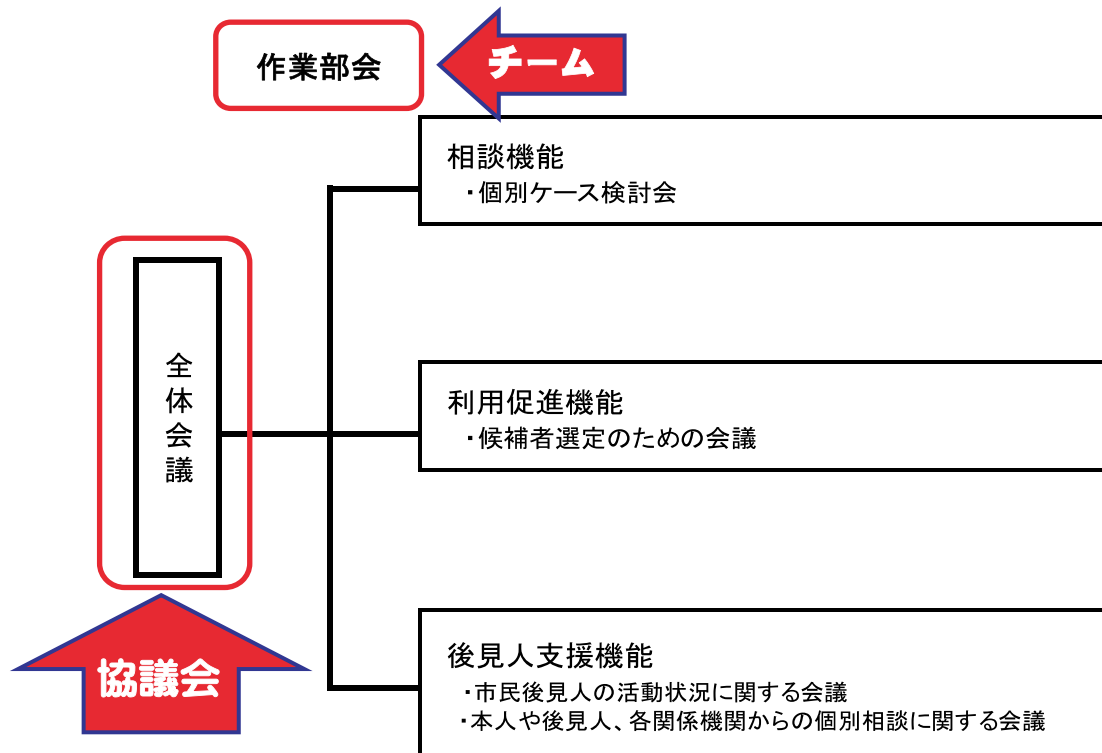 作業部会
チーム
相談機能
・個別ケース検討会
全体会議
利用促進機能
・候補者選定のための会議
協議会
後見人支援機能
・市民後見人の活動状況に関する会議
・本人や後見人、各関係機関からの個別相談に関する会議